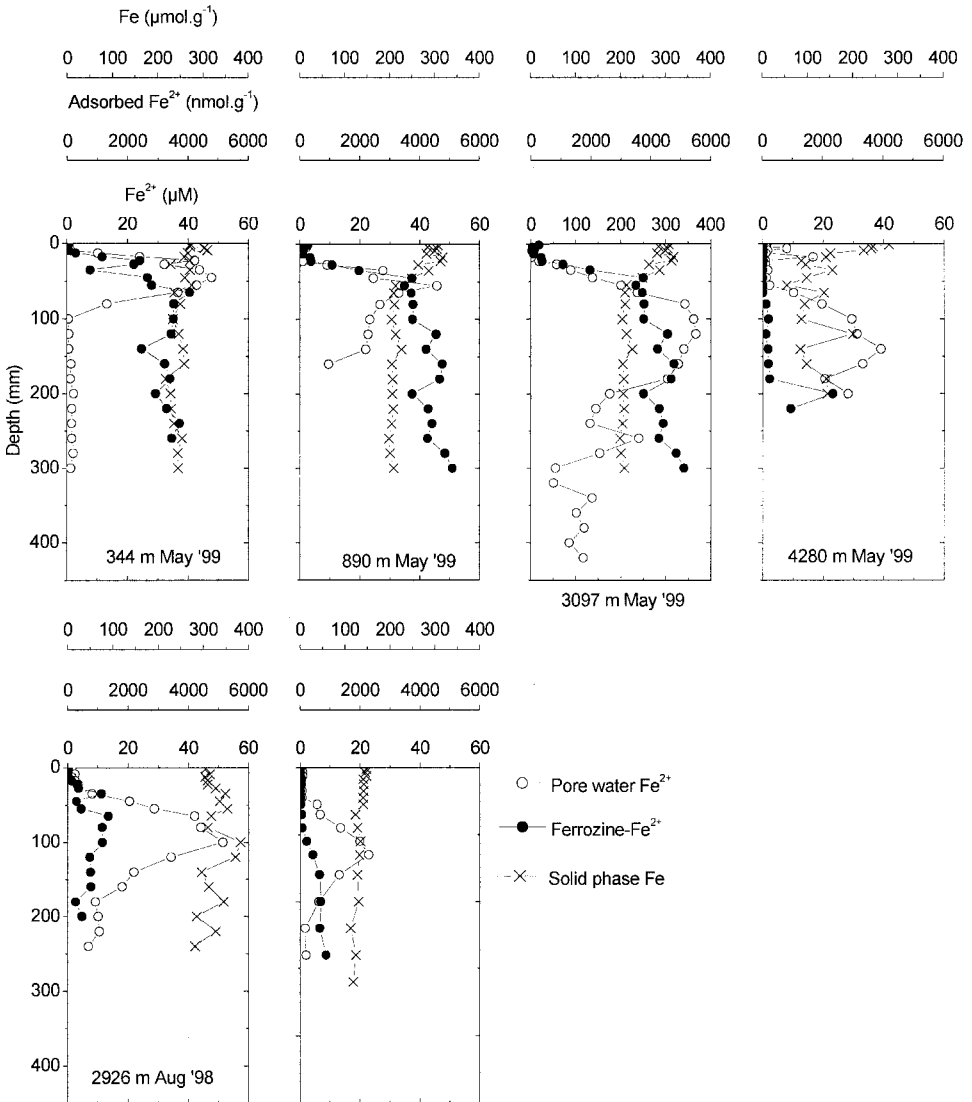 Fe (µmol.g⁻¹)
0 100 200 300 400 0 100 200 300 400 0 100 200 300 400 0 100 200 300 400
Adsorbed Fe²⁺ (nmol.g⁻¹)
0 2000 4000 6000 0 2000 4000 6000 0 2000 4000 6000 0 2000 4000 6000
Fe²⁺ (µM)
0 20 40 60 0 20 40 60 0 20 40 60 80 100 0 20 40 60
0
100
200
300
400
Depth (mm)
344 m May '99
890 m May '99
3097 m May '99
4280 m May '99
0 100 200 300 400 0 100 200 300 400
0 2000 4000 6000 0 2000 4000 6000
0 20 40 60 0 20 40 60
0
100
200
300
400
2926 m Aug '98
Pore water Fe²⁺
Ferrozine-Fe²⁺
Solid phase Fe